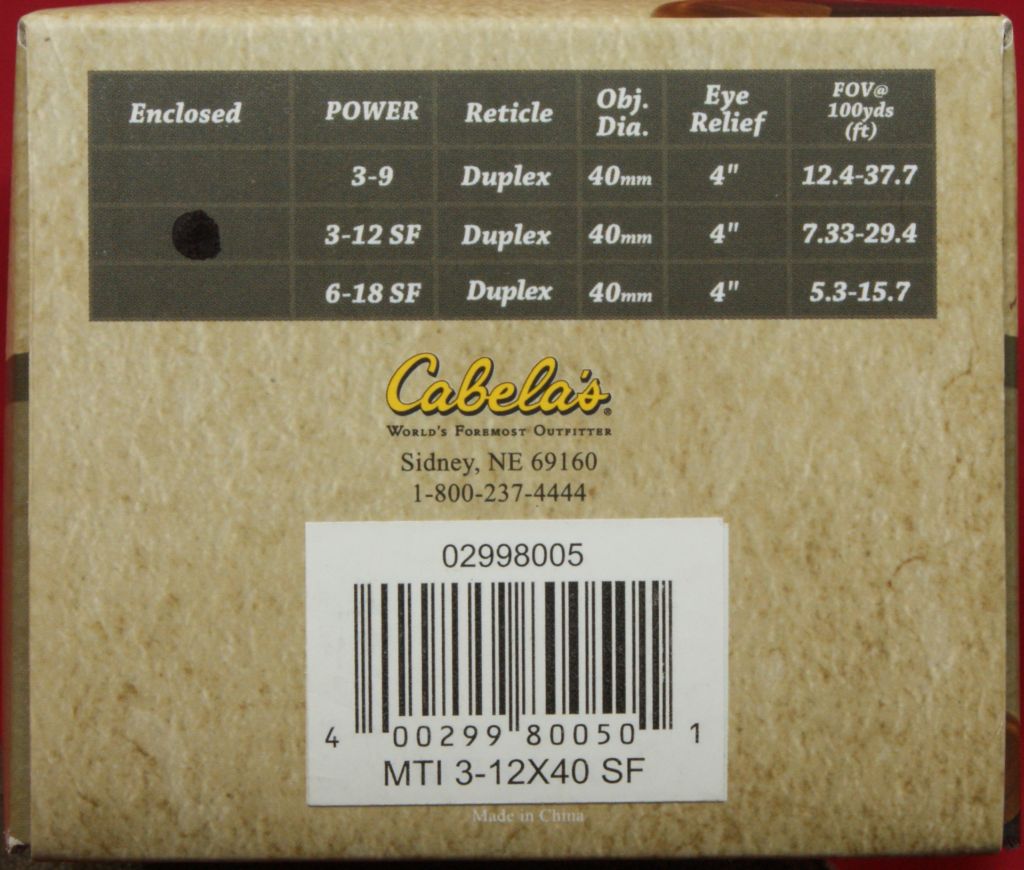 Enclosed POWER Reticle Obj. Dia. Eye Relief FOV@ 100yds (ft)
3-9 Duplex 40mm 4" 12.4-37.7
3-12 SF Duplex 40mm 4" 7.33-29.4
6-18 SF Duplex 40mm 4" 5.3-15.7
Cabela's®
WORLD'S FOREMOST OUTFITTER
Sidney, NE 69160
1-800-237-4444
02998005
4 00299 80050 1
MTI 3-12X40 SF
Made in China